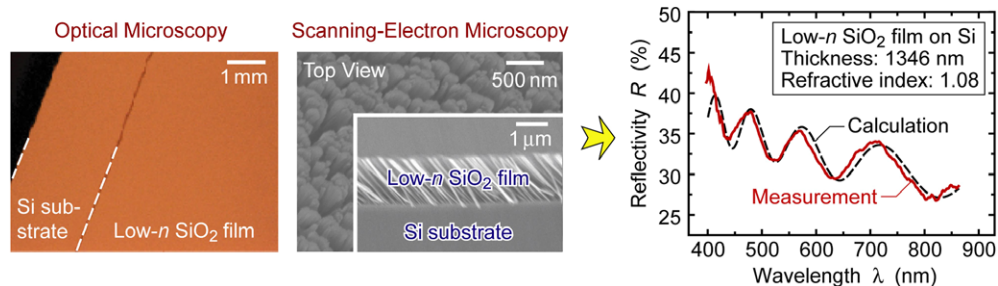 Optical Microscopy
1 mm
Si sub-
strate
Low-n SiO2 film
Scanning-Electron Microscopy
Top View
500 nm
1 μm
Low-n SiO2 film
Si substrate
Low-n SiO2 film on Si
Thickness: 1346 nm
Refractive index: 1.08
Calculation
Measurement
Reflectivity R (%)
50
45
40
35
30
25
400 500 600 700 800 900
Wavelength λ (nm)